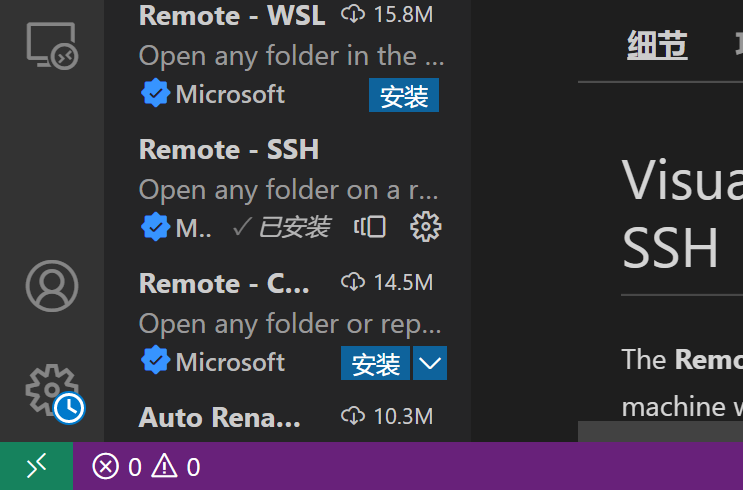 Remote - WSL 15.8M
Open any folder in the ...
Microsoft 安装
Remote - SSH
Open any folder on a r...
M.. 已安装
Remote - C... 14.5M
Open any folder or rep...
Microsoft 安装
Auto Rena... 10.3M
细节
Visua
SSH
The Remo
machine w
0 0